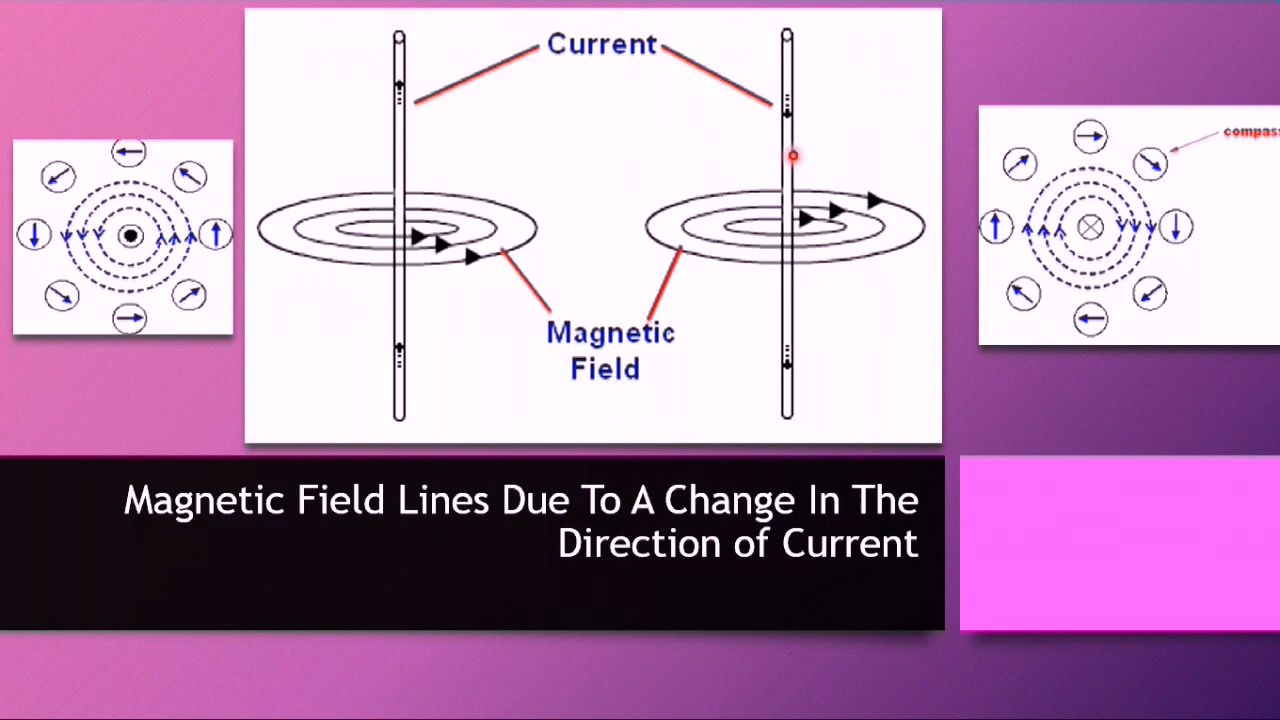 Current
compass
Magnetic
Field
Magnetic Field Lines Due To A Change In The
Direction of Current